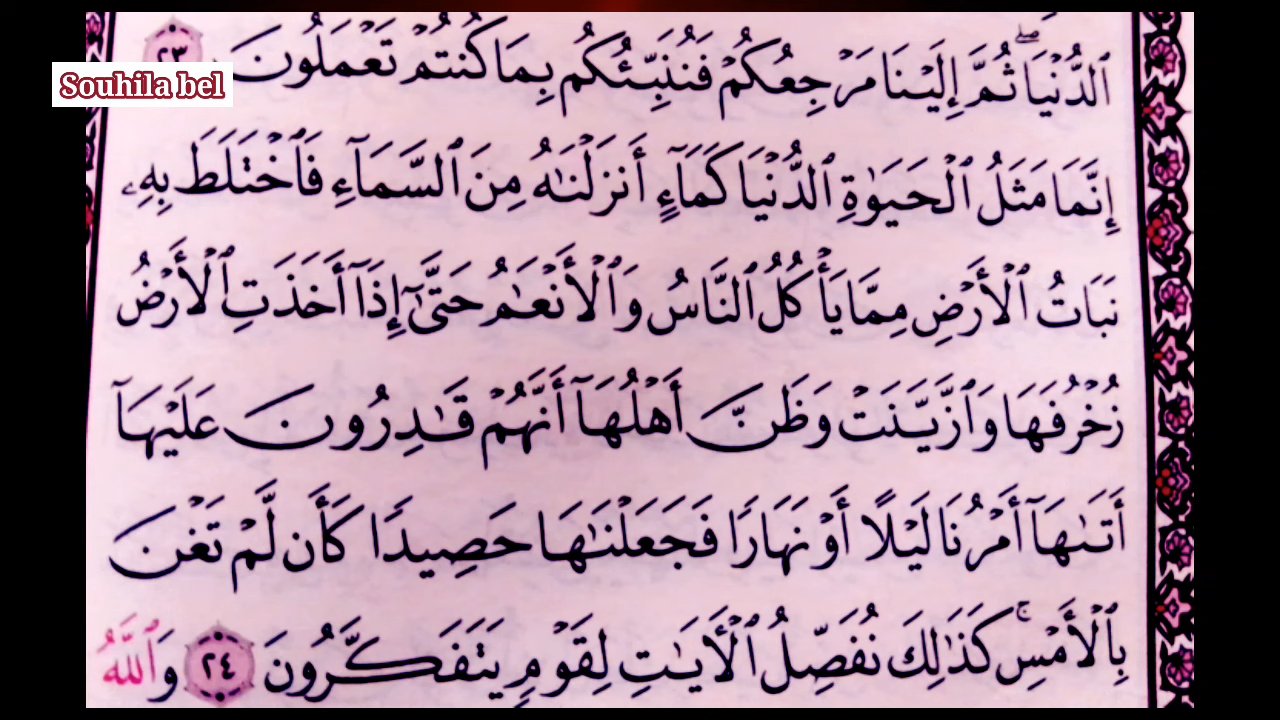 ٱلدُّنۡيَاۖ ثُمَّ إِلَيۡنَا مَرۡجِعُكُمۡ فَنُنَبِّئُكُم بِمَا كُنتُمۡ تَعۡمَلُونَ ٢٣
Souhila bel
إِنَّمَا مَثَلُ ٱلۡحَيَوٰةِ ٱلدُّنۡيَا كَمَآءٍ أَنزَلۡنَٰهُ مِنَ ٱلسَّمَآءِ فَٱخۡتَلَطَ بِهِۦ
نَبَاتُ ٱلۡأَرۡضِ مِمَّا يَأۡكُلُ ٱلنَّاسُ وَٱلۡأَنۡعَٰمُ حَتَّىٰٓ إِذَآ أَخَذَتِ ٱلۡأَرۡضُ
زُخۡرُفَهَا وَٱزَّيَّنَتۡ وَظَنَّ أَهۡلُهَآ أَنَّهُمۡ قَٰدِرُونَ عَلَيۡهَآ
أَتَىٰهَآ أَمۡرُنَا لَيۡلًا أَوۡ نَهَارًا فَجَعَلۡنَٰهَا حَصِيدًا كَأَن لَّمۡ تَغۡنَ
بِٱلۡأَمۡسِۚ كَذَٰلِكَ نُفَصِّلُ ٱلۡأٓيَٰتِ لِقَوۡمٍ يَتَفَكَّرُونَ ٢٤ وَٱللَّهُ